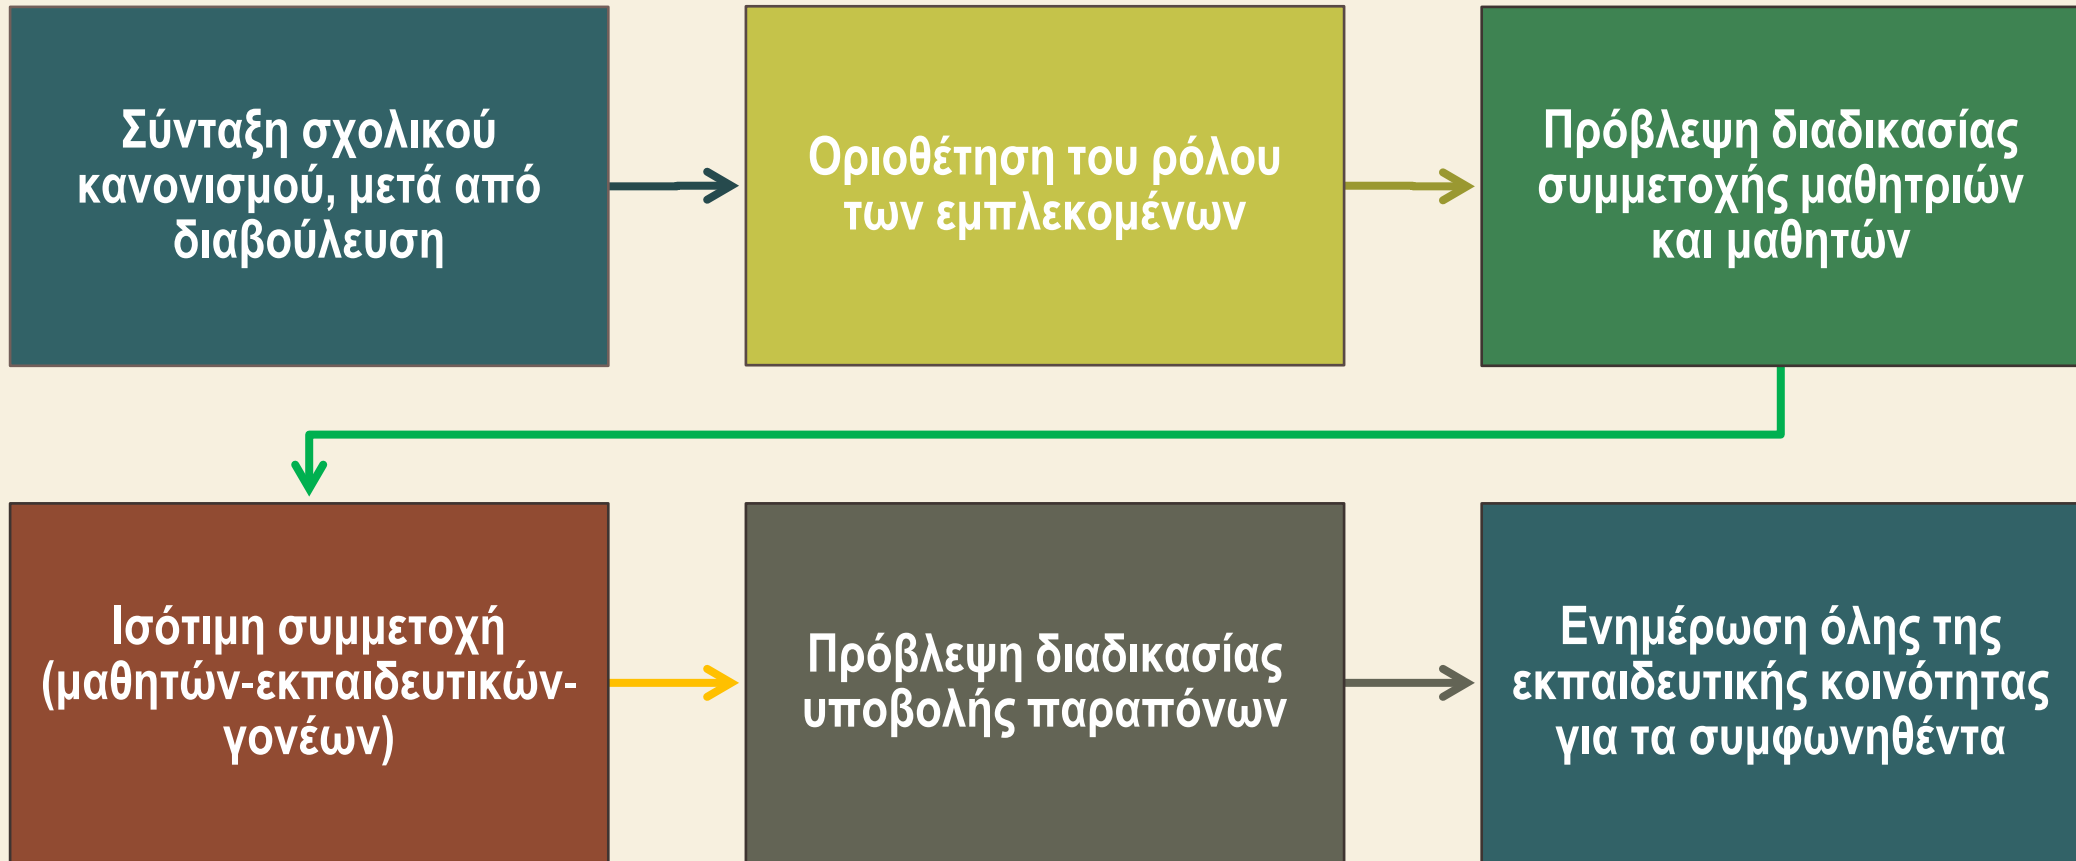 Σύνταξη σχολικού
κανονισμού, μετά από
διαβούλευση
Οριοθέτηση του ρόλου
των εμπλεκομένων
Πρόβλεψη διαδικασίας
συμμετοχής μαθητριών
και μαθητών
Ισότιμη συμμετοχή
(μαθητών-εκπαιδευτικών-
γονέων)
Πρόβλεψη διαδικασίας
υποβολής παραπόνων
Ενημέρωση όλης της
εκπαιδευτικής κοινότητας
για τα συμφωνηθέντα